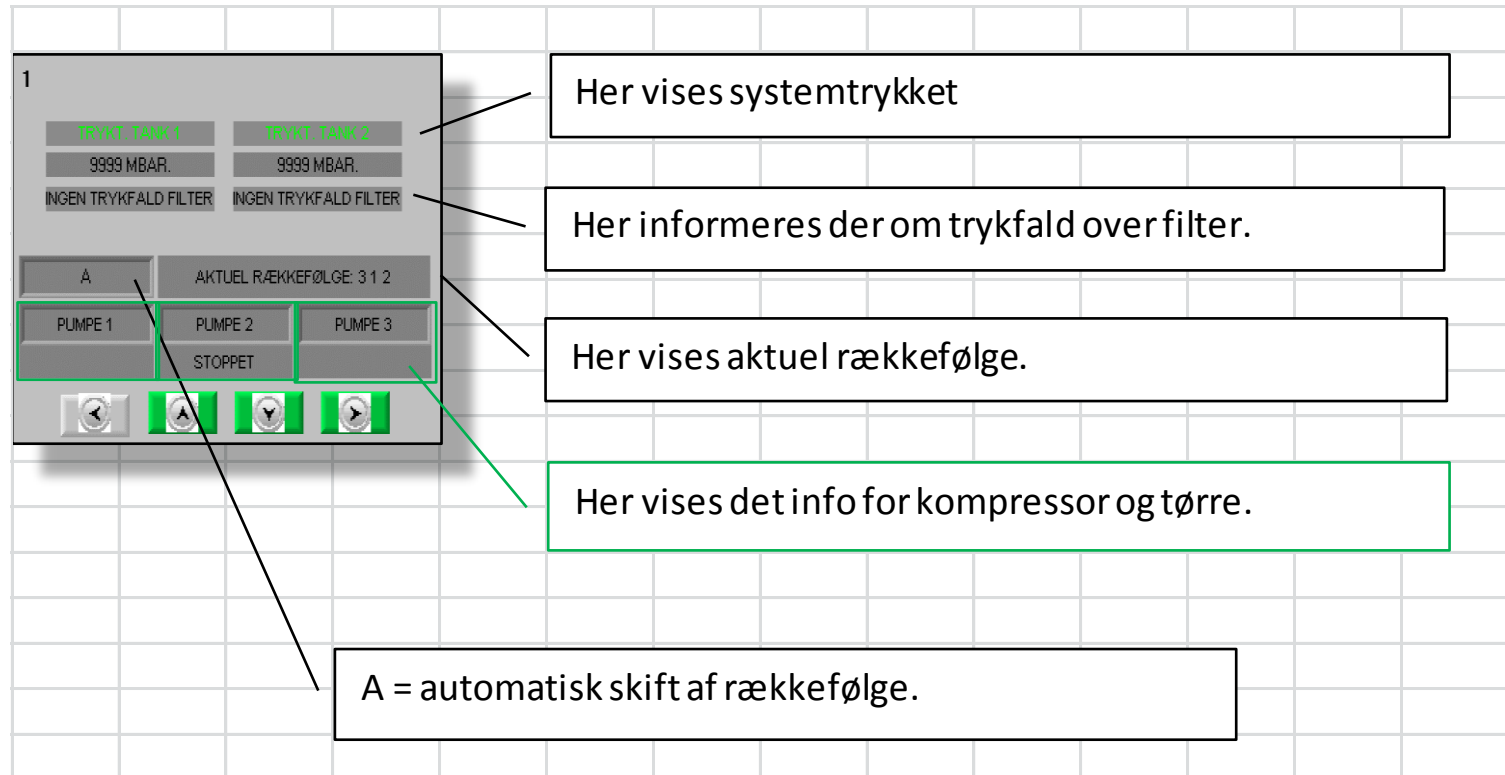 1
TRYKT. TANK 1 TRYKT. TANK 2
9999 MBAR. 9999 MBAR.
INGEN TRYKFALD FILTER INGEN TRYKFALD FILTER
A AKTUEL RÆKKEFØLGE: 3 1 2
PUMPE 1 PUMPE 2 PUMPE 3
STOPPET
Her vises systemtrykket
Her informeres der om trykfald over filter.
Her vises aktuel rækkefølge.
Her vises det info for kompressor og tørre.
A = automatisk skift af rækkefølge.